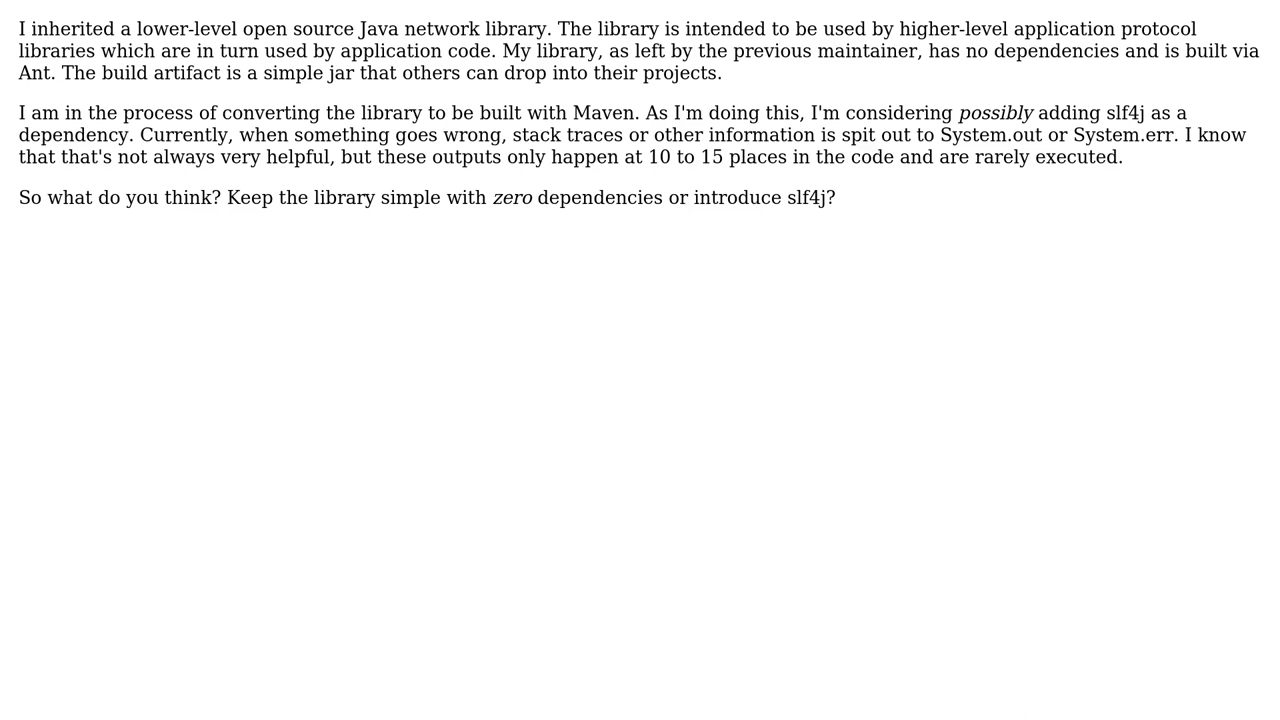 I inherited a lower-level open source Java network library. The library is intended to be used by higher-level application protocol
libraries which are in turn used by application code. My library, as left by the previous maintainer, has no dependencies and is built via
Ant. The build artifact is a simple jar that others can drop into their projects.
I am in the process of converting the library to be built with Maven. As I'm doing this, I'm considering possibly adding slf4j as a
dependency. Currently, when something goes wrong, stack traces or other information is spit out to System.out or System.err. I know
that that's not always very helpful, but these outputs only happen at 10 to 15 places in the code and are rarely executed.
So what do you think? Keep the library simple with zero dependencies or introduce slf4j?